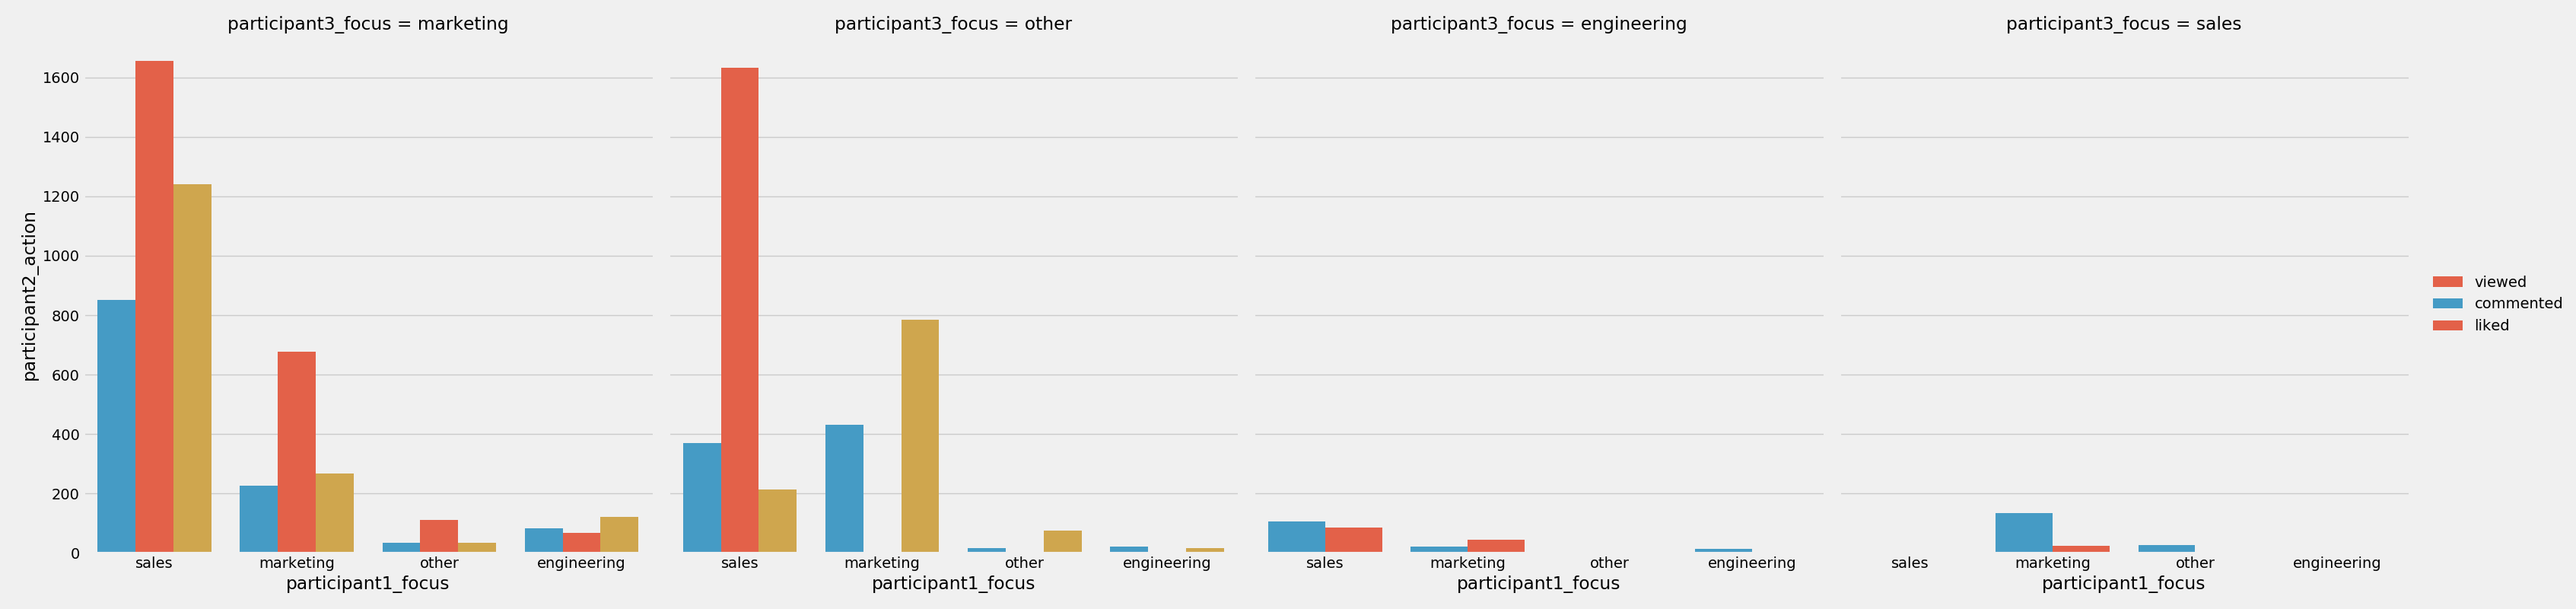 participant3_focus = marketing
participant3_focus = other
participant3_focus = engineering
participant3_focus = sales
participant2_action
1600
1400
1200
1000
800
600
400
200
0
sales marketing other engineering
participant1_focus
sales marketing other engineering
participant1_focus
sales marketing other engineering
participant1_focus
sales marketing other engineering
participant1_focus
viewed
commented
liked